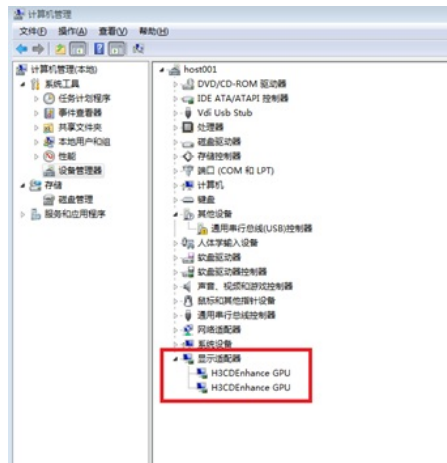 计算机管理
文件(F) 操作(A) 查看(V) 帮助(H)
计算机管理(本地)
系统工具
任务计划程序
事件查看器
共享文件夹
本地用户和组
性能
设备管理器
存储
磁盘管理
服务和应用程序
host001
DVD/CD-ROM 驱动器
IDE ATA/ATAPI 控制器
Vdi Usb Stub
处理器
磁盘驱动器
存储控制器
端口 (COM 和 LPT)
计算机
键盘
其他设备
通用串行总线(USB)控制器
人体学输入设备
软盘驱动器
软盘驱动器控制器
声音、视频和游戏控制器
鼠标和其他指针设备
通用串行总线控制器
网络适配器
系统设备
显示适配器
H3CDEnhance GPU
H3CDEnhance GPU